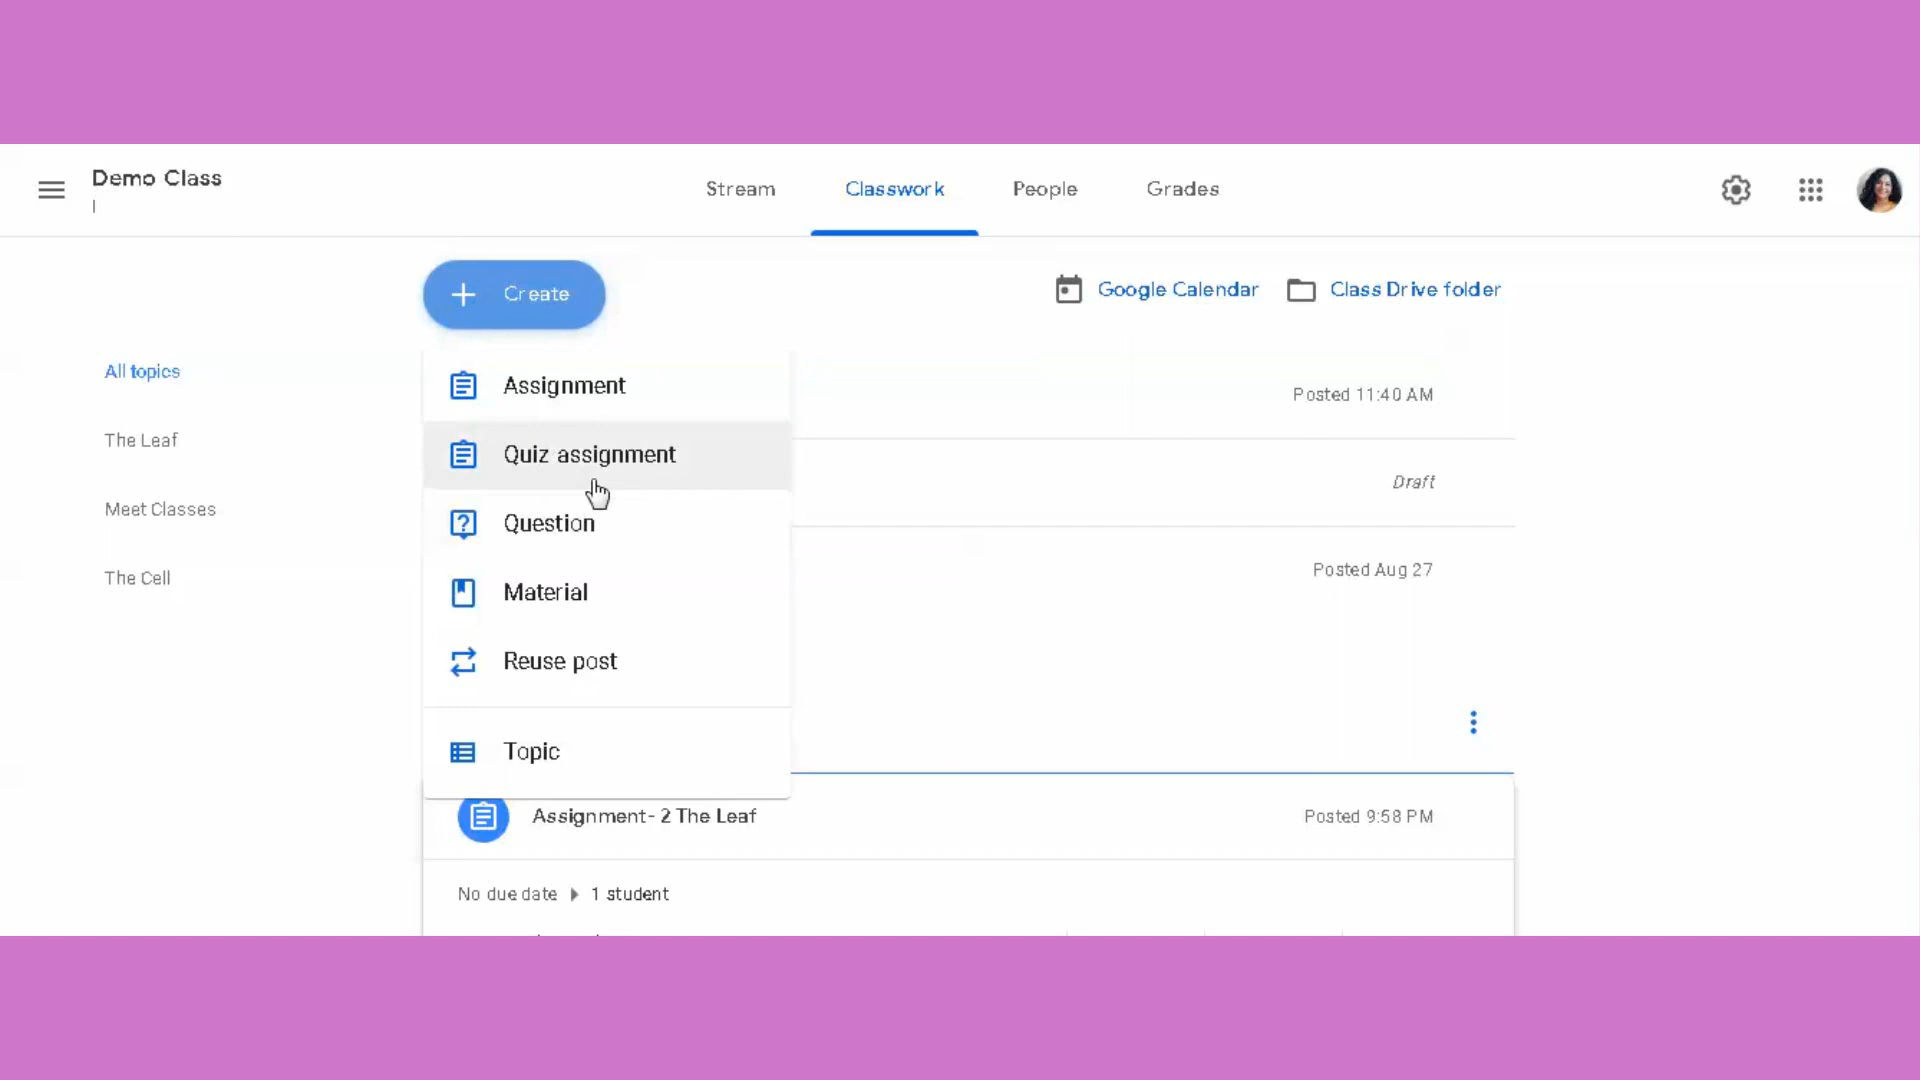 Demo Class
Stream
Classwork
People
Grades
Create
Google Calendar
Class Drive folder
All topics
The Leaf
Meet Classes
The Cell
Assignment
Quiz assignment
Question
Material
Reuse post
Topic
Posted 11:40 AM
Draft
Posted Aug 27
Assignment- 2 The Leaf
Posted 9:58 PM
No due date
1 student